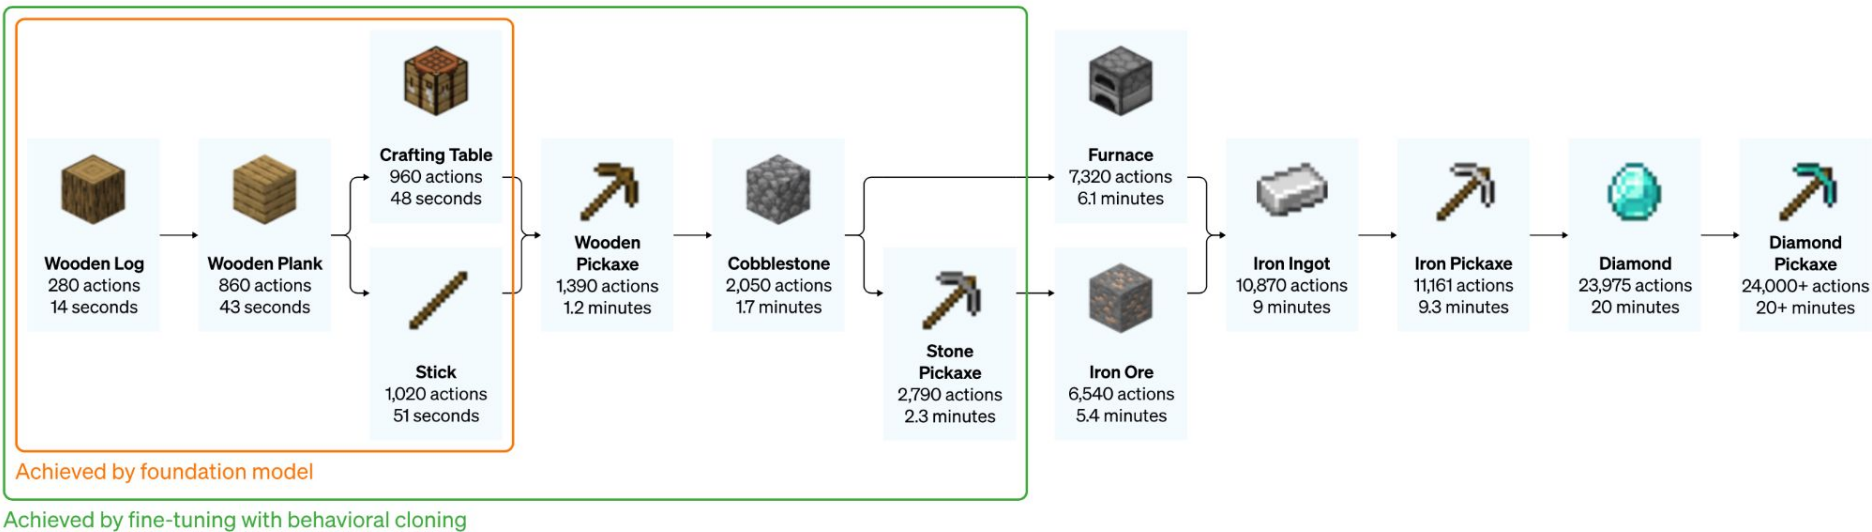 Wooden Log
280 actions
14 seconds
Wooden Plank
860 actions
43 seconds
Crafting Table
960 actions
48 seconds
Stick
1,020 actions
51 seconds
Wooden
Pickaxe
1,390 actions
1.2 minutes
Cobblestone
2,050 actions
1.7 minutes
Stone
Pickaxe
2,790 actions
2.3 minutes
Furnace
7,320 actions
6.1 minutes
Iron Ore
6,540 actions
5.4 minutes
Iron Ingot
10,870 actions
9 minutes
Iron Pickaxe
11,161 actions
9.3 minutes
Diamond
23,975 actions
20 minutes
Diamond
Pickaxe
24,000+ actions
20+ minutes
Achieved by foundation model
Achieved by fine-tuning with behavioral cloning